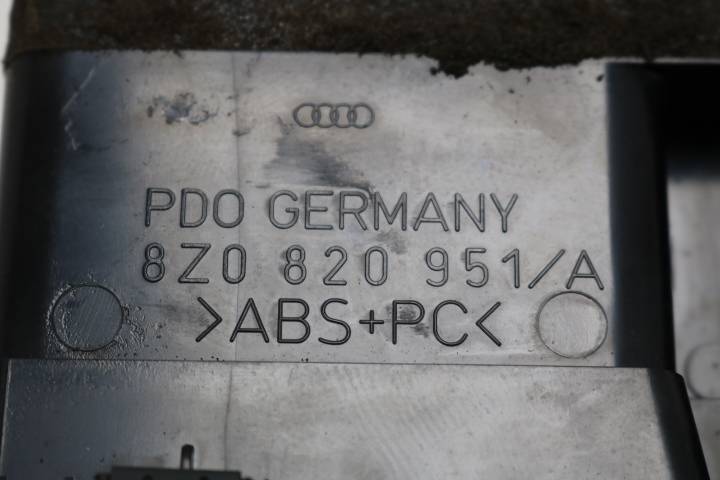 PDO GERMANY
8Z0 820 951/A
>ABS+PC<